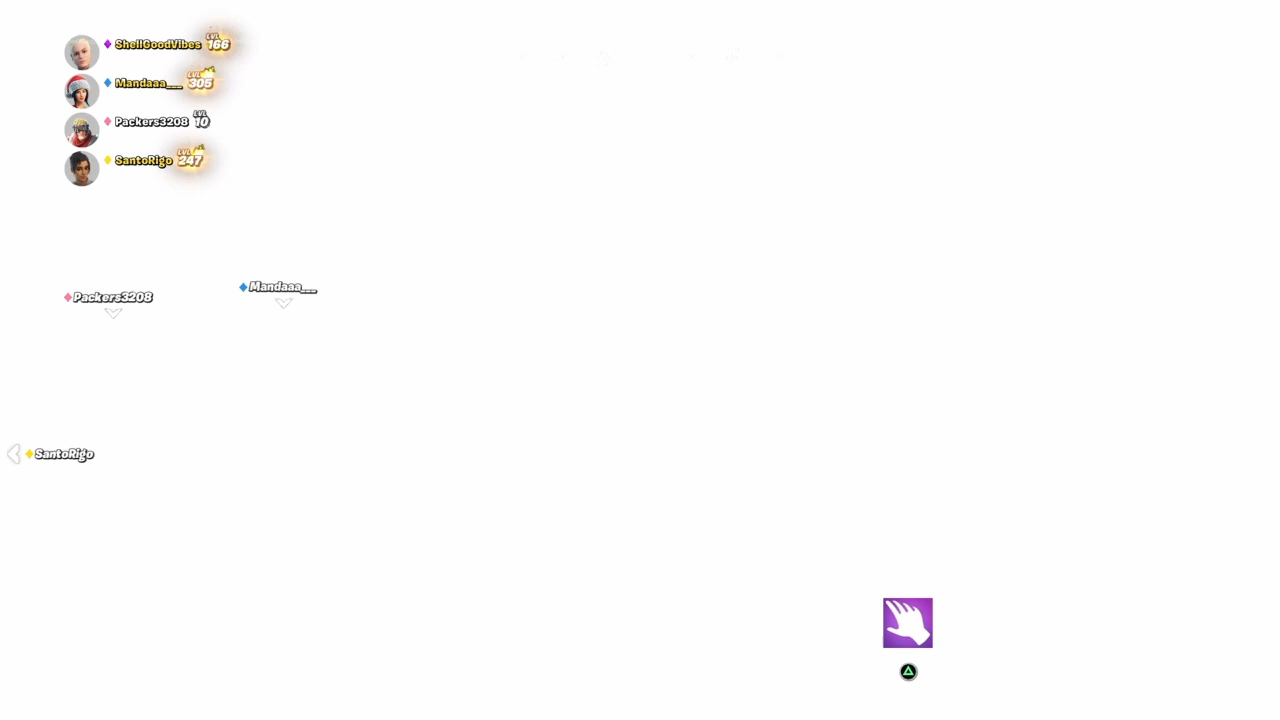 ShellGoodVibes LVL 166
Mandaaa___ LVL 305
Packers3208 LVL 10
SantoRigo LVL 247
Mandaaa___
Packers3208
SantoRigo